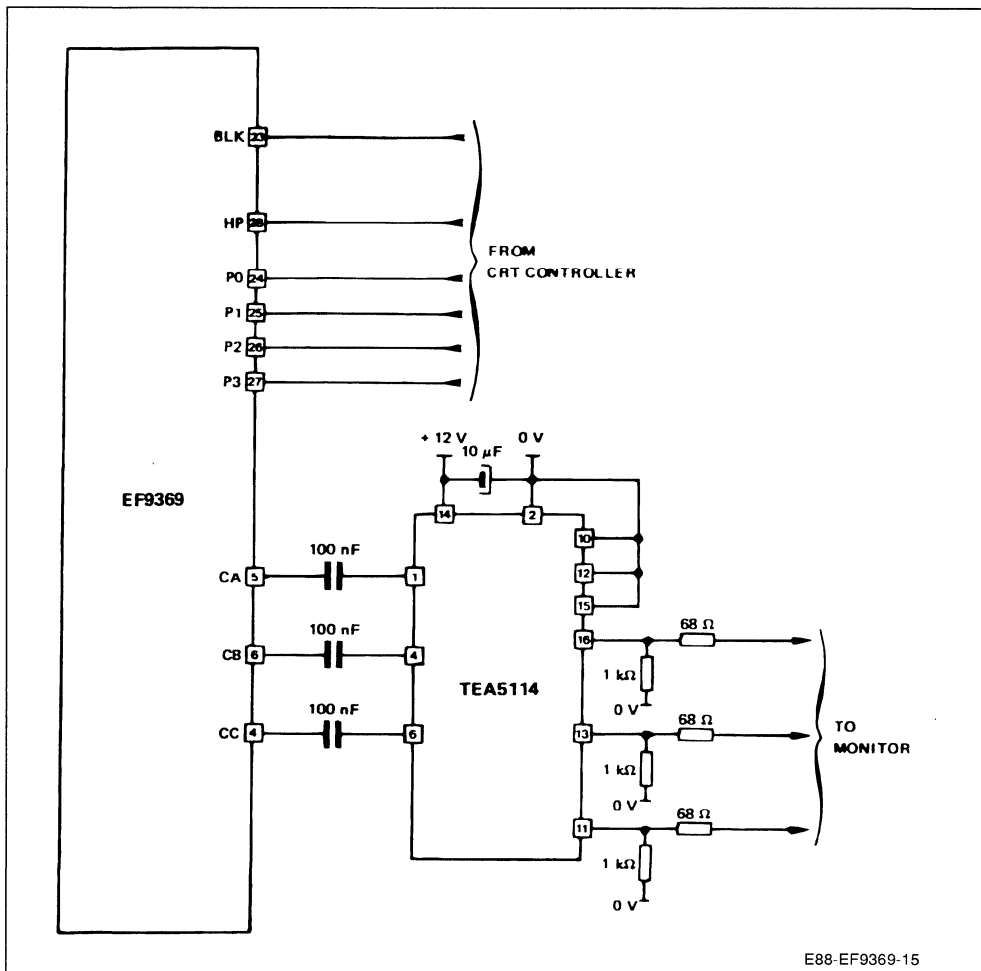 BLK 23
HP 28
FROM
P0 24
CRT CONTROLLER
P1 25
P2 26
P3 27
+ 12 V
0 V
10 µF
EF9369
14
2
10
100 nF
CA 5
1
12
15
68 Ω
16
100 nF
CB 6
4
1 kΩ
TEA5114
0 V
100 nF
CC 4
6
68 Ω
13
TO
MONITOR
1 kΩ
0 V
68 Ω
11
1 kΩ
0 V
E88-EF9369-15